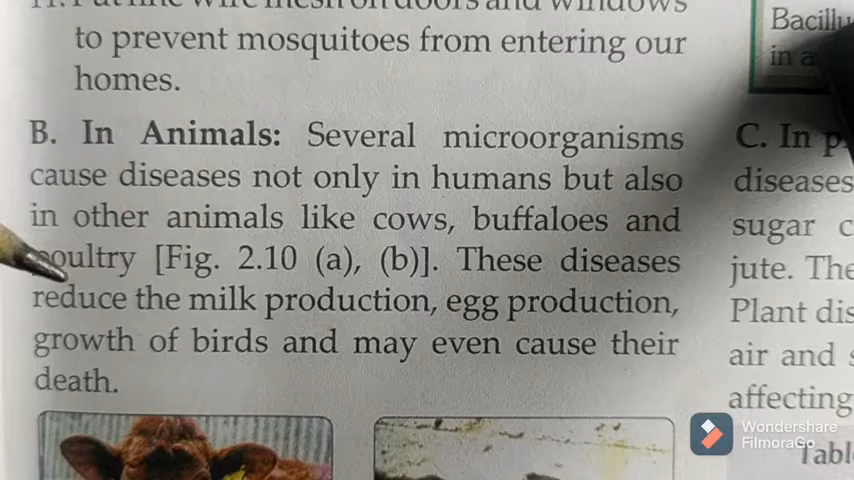 to prevent mosquitoes from entering our
homes.
B. In Animals: Several microorganisms
cause diseases not only in humans but also
in other animals like cows, buffaloes and
poultry [Fig. 2.10 (a), (b)]. These diseases
reduce the milk production, egg production,
growth of birds and may even cause their
death.
in a
C. In
diseases
sugar c
jute. The
Plant dis
air and s
affecting
Wondershare
FilmoraGo